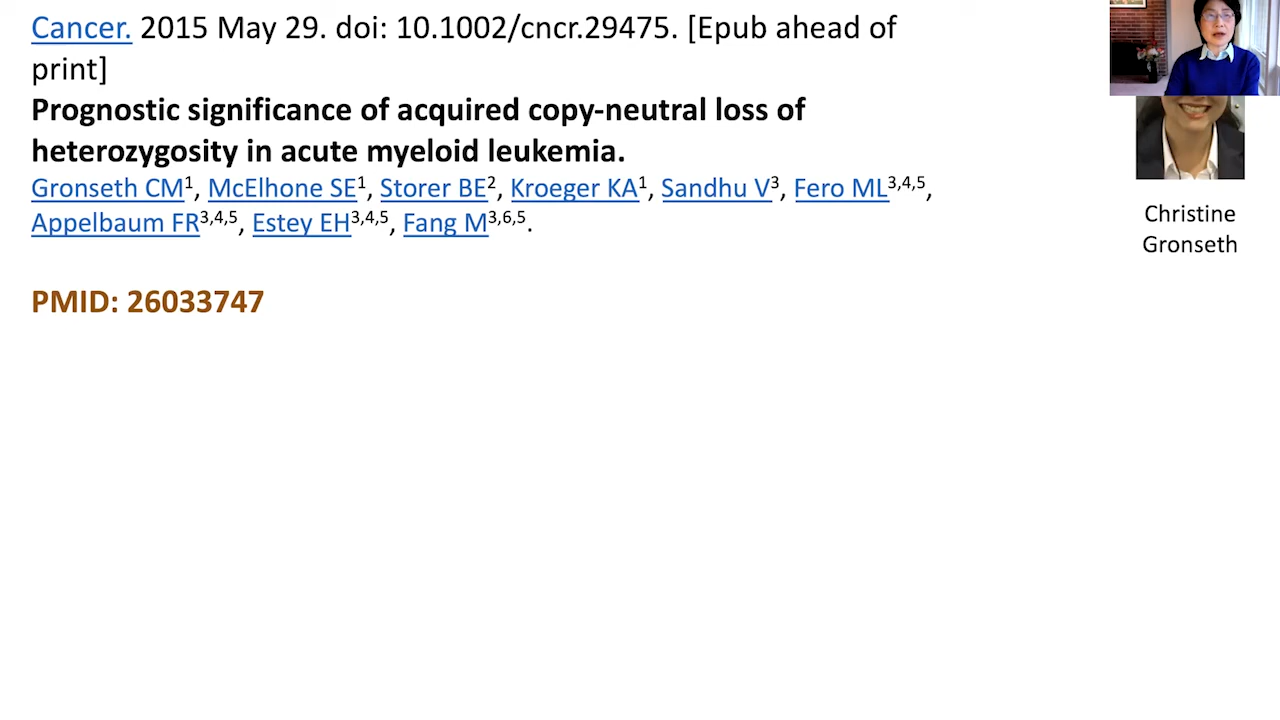 Cancer. 2015 May 29. doi: 10.1002/cncr.29475. [Epub ahead of
print]
Prognostic significance of acquired copy-neutral loss of
heterozygosity in acute myeloid leukemia.
Gronseth CM1, McElhone SE1, Storer BE2, Kroeger KA1, Sandhu V3, Fero ML3,4,5,
Appelbaum FR3,4,5, Estey EH3,4,5, Fang M3,6,5.
PMID: 26033747
Christine
Gronseth